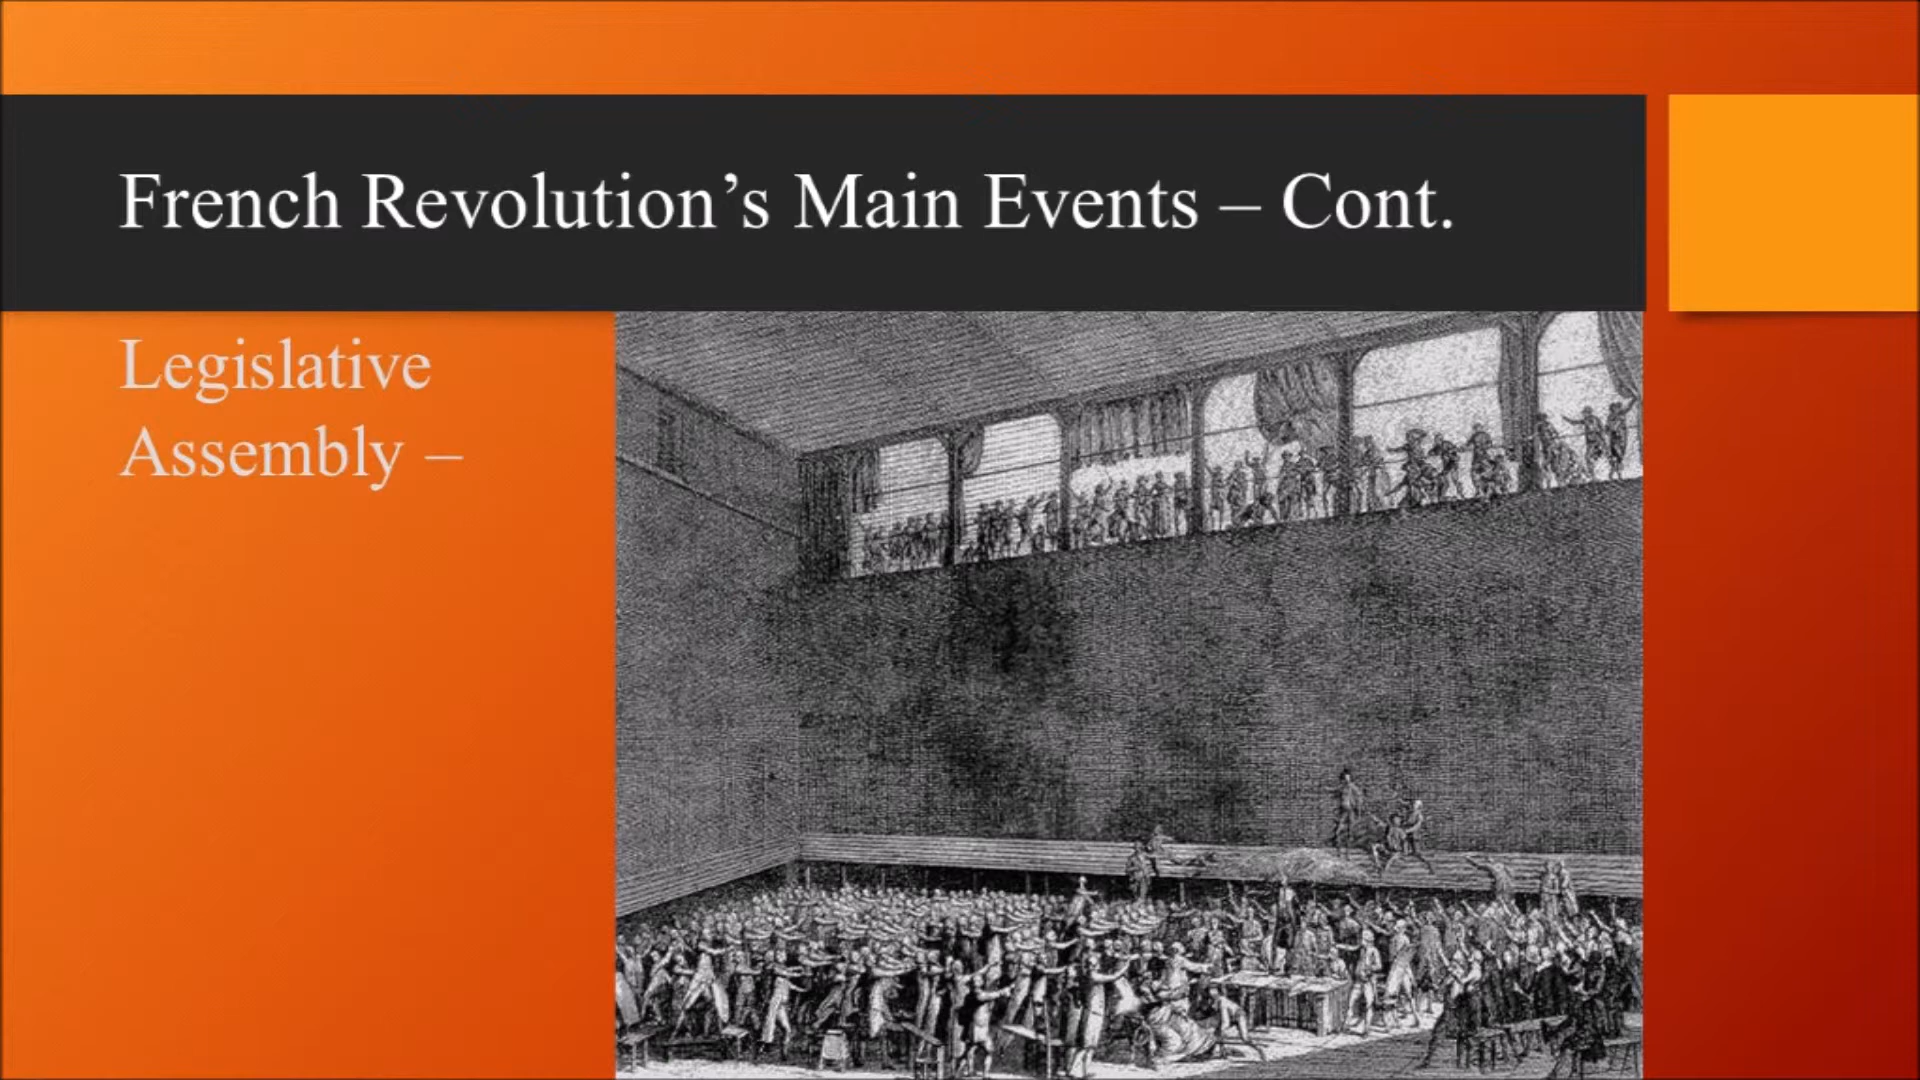 French Revolution’s Main Events – Cont.
Legislative
Assembly –